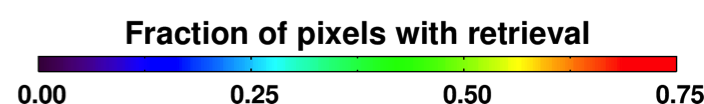 Fraction of pixels with retrieval
0.00 0.25 0.50 0.75